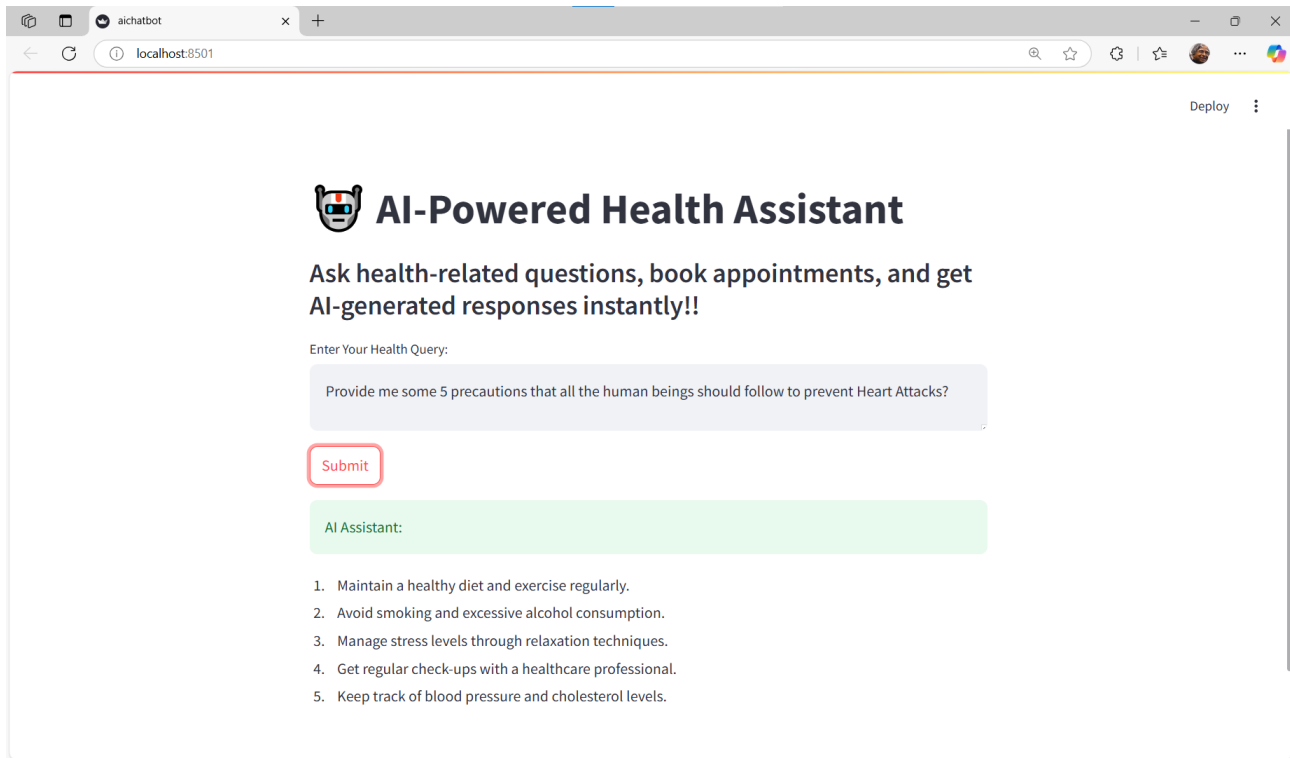 aichatbot
localhost:8501
Deploy
AI-Powered Health Assistant
Ask health-related questions, book appointments, and get
AI-generated responses instantly!!
Enter Your Health Query:
Provide me some 5 precautions that all the human beings should follow to prevent Heart Attacks?
Submit
AI Assistant:
1. Maintain a healthy diet and exercise regularly.
2. Avoid smoking and excessive alcohol consumption.
3. Manage stress levels through relaxation techniques.
4. Get regular check-ups with a healthcare professional.
5. Keep track of blood pressure and cholesterol levels.